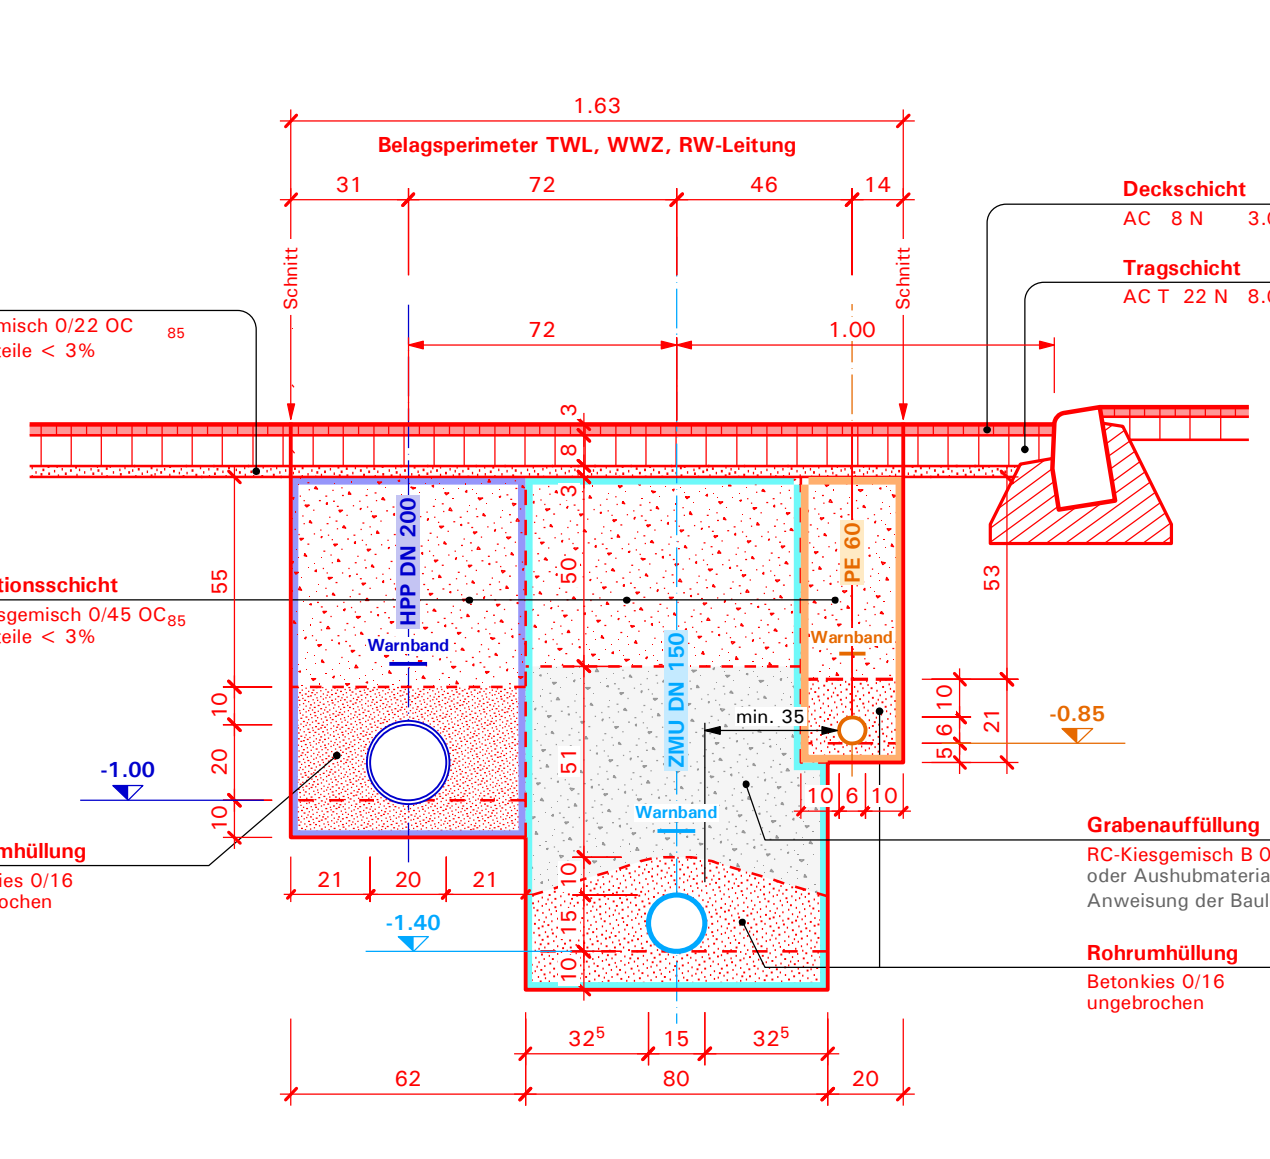 1.63
Belagsperimeter TWL, WWZ, RW-Leitung
31
72
46
14
Deckschicht
AC 8 N 3.
Schnitt
Schnitt
Tragschicht
AC T 22 N 8.
misch 0/22 OC 85
teile < 3%
72
1.00
3
8
3
HPP DN 200
PE 60
55
50
53
tionsschicht
sgemisch 0/45 OC85
teile < 3%
Warnband
Warnband
ZMU DN 150
10
20
10
10
6
5
21
min. 35
-0.85
-1.00
51
10
6
10
Warnband
Grabenauffüllung
RC-Kiesgemisch B
oder Aushubmateria
Anweisung der Baul
mhüllung
ies 0/16
ochen
21
20
21
10
15
10
-1.40
Rohrumhüllung
Betonkies 0/16
ungebrochen
32⁵
15
32⁵
62
80
20